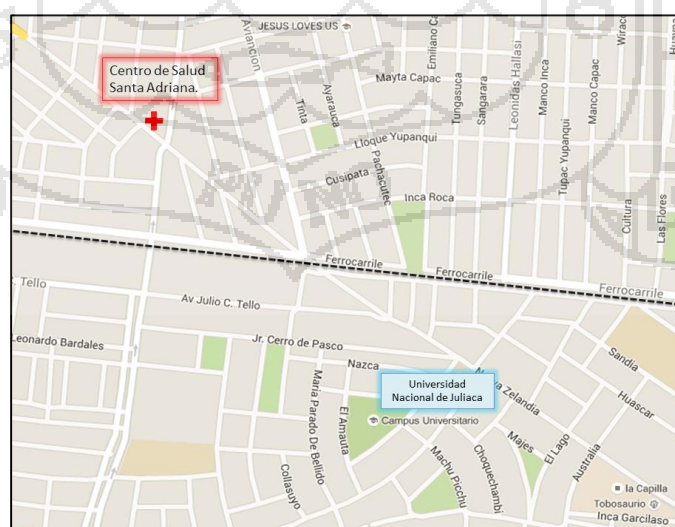 JESUS LOVES US
Aviancion
Emiliano
Centro de Salud
Santa Adriana.
Mayta Capac
Tinta
Ayarauca
Tungasuca
Sangarara
Leonidas Hallasi
Manco Inca
Manco Capac
Lloque Yupanqui
Pachacutec
Cusipata
Tupac Yupanqui
Inca Roca
Cultura
Las Flores
Ferrocarrile
Ferrocarrile
Ferrocarrile
. Tello
Av Julio C. Tello
Leonardo Bardales
Jr. Cerro de Pasco
Nazca
Sandia
Universidad
Nacional de Juliaca
Zelandia
Huascar
Maria Parado De Bellido
El Amauta
Campus Universitario
Majes
El Lago
Choquechambi
Machu Picchu
Australia
Collasuyo
la Capilla
Tobosaurio
Inca Garcilaso